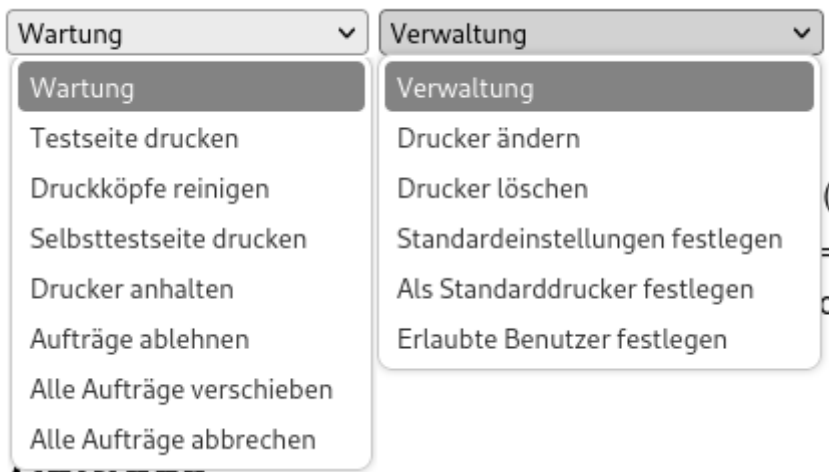 Wartung
Wartung
Testseite drucken
Druckköpfe reinigen
Selbsttestseite drucken
Drucker anhalten
Aufträge ablehnen
Alle Aufträge verschieben
Alle Aufträge abbrechen
Verwaltung
Verwaltung
Drucker ändern
Drucker löschen
Standardeinstellungen festlegen
Als Standarddrucker festlegen
Erlaubte Benutzer festlegen